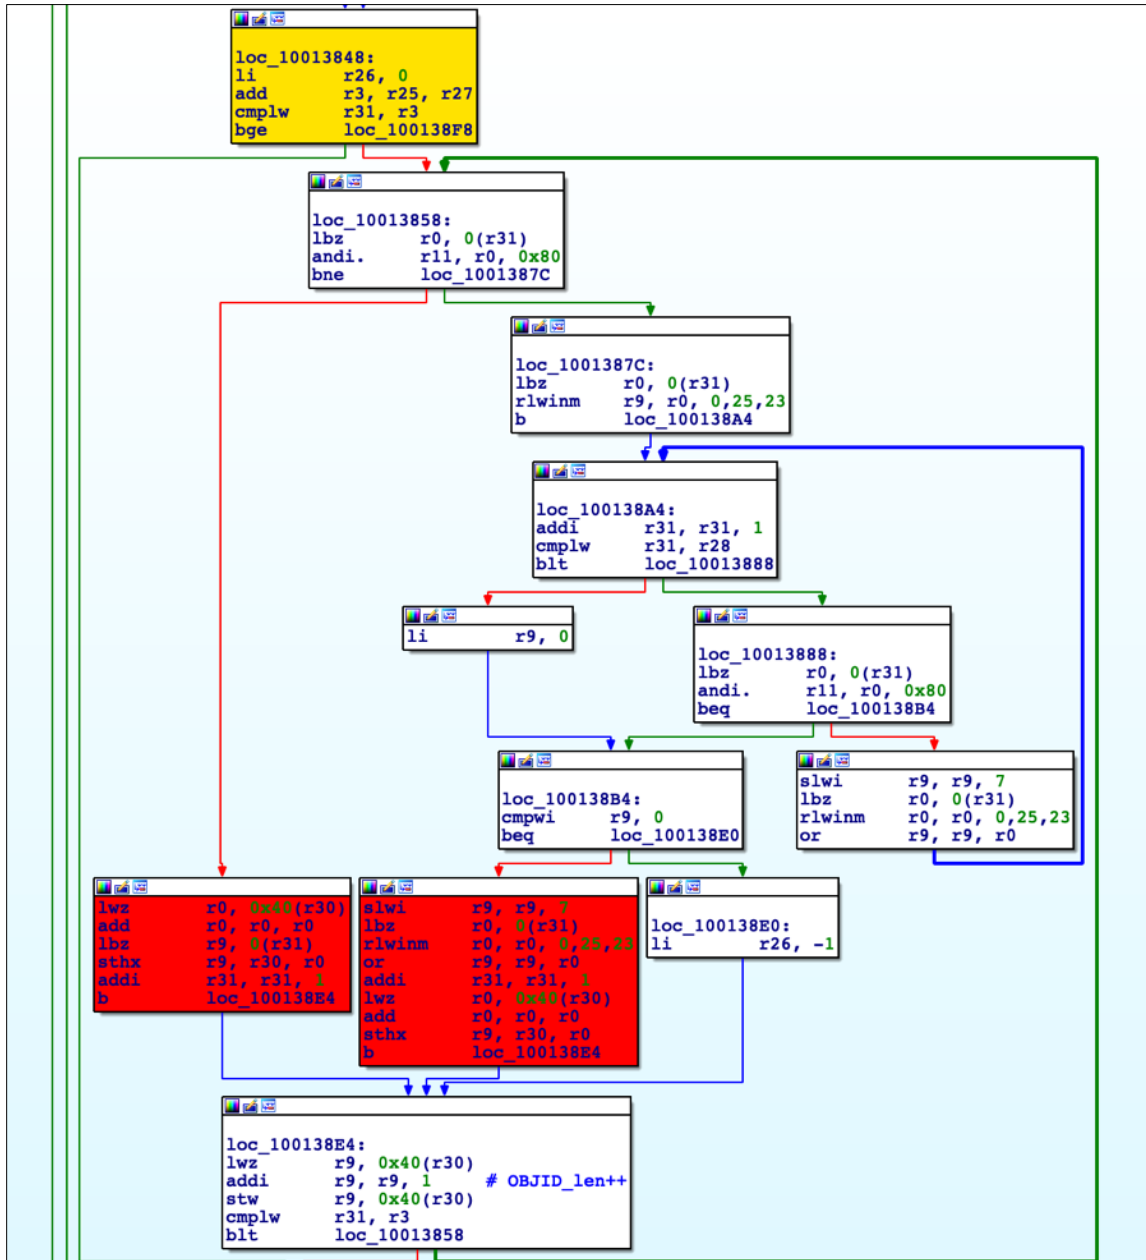 loc_10013848:
li r26, 0
add r3, r25, r27
cmplw r31, r3
bge loc_100138F8
loc_10013858:
lbz r0, 0(r31)
andi. r11, r0, 0x80
bne loc_1001387C
loc_1001387C:
lbz r0, 0(r31)
rlwinm r9, r0, 0,25,23
b loc_100138A4
loc_100138A4:
addi r31, r31, 1
cmplw r31, r28
blt loc_10013888
li r9, 0
loc_10013888:
lbz r0, 0(r31)
andi. r11, r0, 0x80
beq loc_100138B4
loc_100138B4:
cmpwi r9, 0
beq loc_100138E0
slwi r9, r9, 7
lbz r0, 0(r31)
rlwinm r0, r0, 0,25,23
or r9, r9, r0
lwz r0, 0x40(r30)
add r0, r0, r0
lbz r9, 0(r31)
sthx r9, r30, r0
addi r31, r31, 1
b loc_100138E4
slwi r9, r9, 7
lbz r0, 0(r31)
rlwinm r0, r0, 0,25,23
or r9, r9, r0
addi r31, r31, 1
lwz r0, 0x40(r30)
add r0, r0, r0
sthx r9, r30, r0
b loc_100138E4
loc_100138E0:
li r26, -1
loc_100138E4:
lwz r9, 0x40(r30)
addi r9, r9, 1 # OBJID_len++
stw r9, 0x40(r30)
cmplw r31, r3
blt loc_10013858